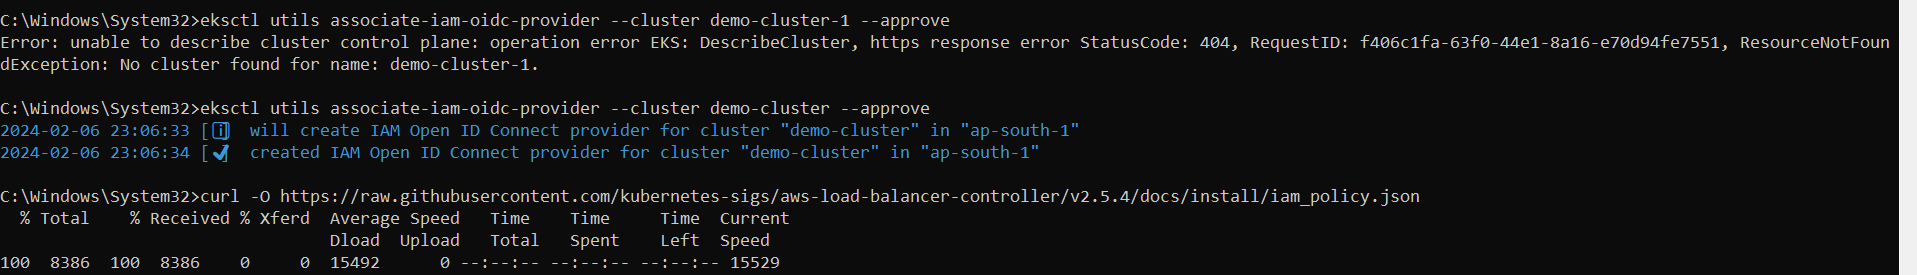 C:\Windows\System32>eksctl utils associate-iam-oidc-provider --cluster demo-cluster-1 --approve
Error: unable to describe cluster control plane: operation error EKS: DescribeCluster, https response error StatusCode: 404, RequestID: f406c1fa-63f0-44e1-8a16-e70d94fe7551, ResourceNotFoun
dException: No cluster found for name: demo-cluster-1.
C:\Windows\System32>eksctl utils associate-iam-oidc-provider --cluster demo-cluster --approve
2024-02-06 23:06:33 [ℹ]  will create IAM Open ID Connect provider for cluster "demo-cluster" in "ap-south-1"
2024-02-06 23:06:34 [✔]  created IAM Open ID Connect provider for cluster "demo-cluster" in "ap-south-1"
C:\Windows\System32>curl -O https://raw.githubusercontent.com/kubernetes-sigs/aws-load-balancer-controller/v2.5.4/docs/install/iam_policy.json
  % Total    % Received % Xferd  Average Speed   Time    Time     Time  Current
                                 Dload  Upload   Total   Spent    Left  Speed
100  8386  100  8386    0     0  15492      0 --:--:-- --:--:-- --:--:-- 15529